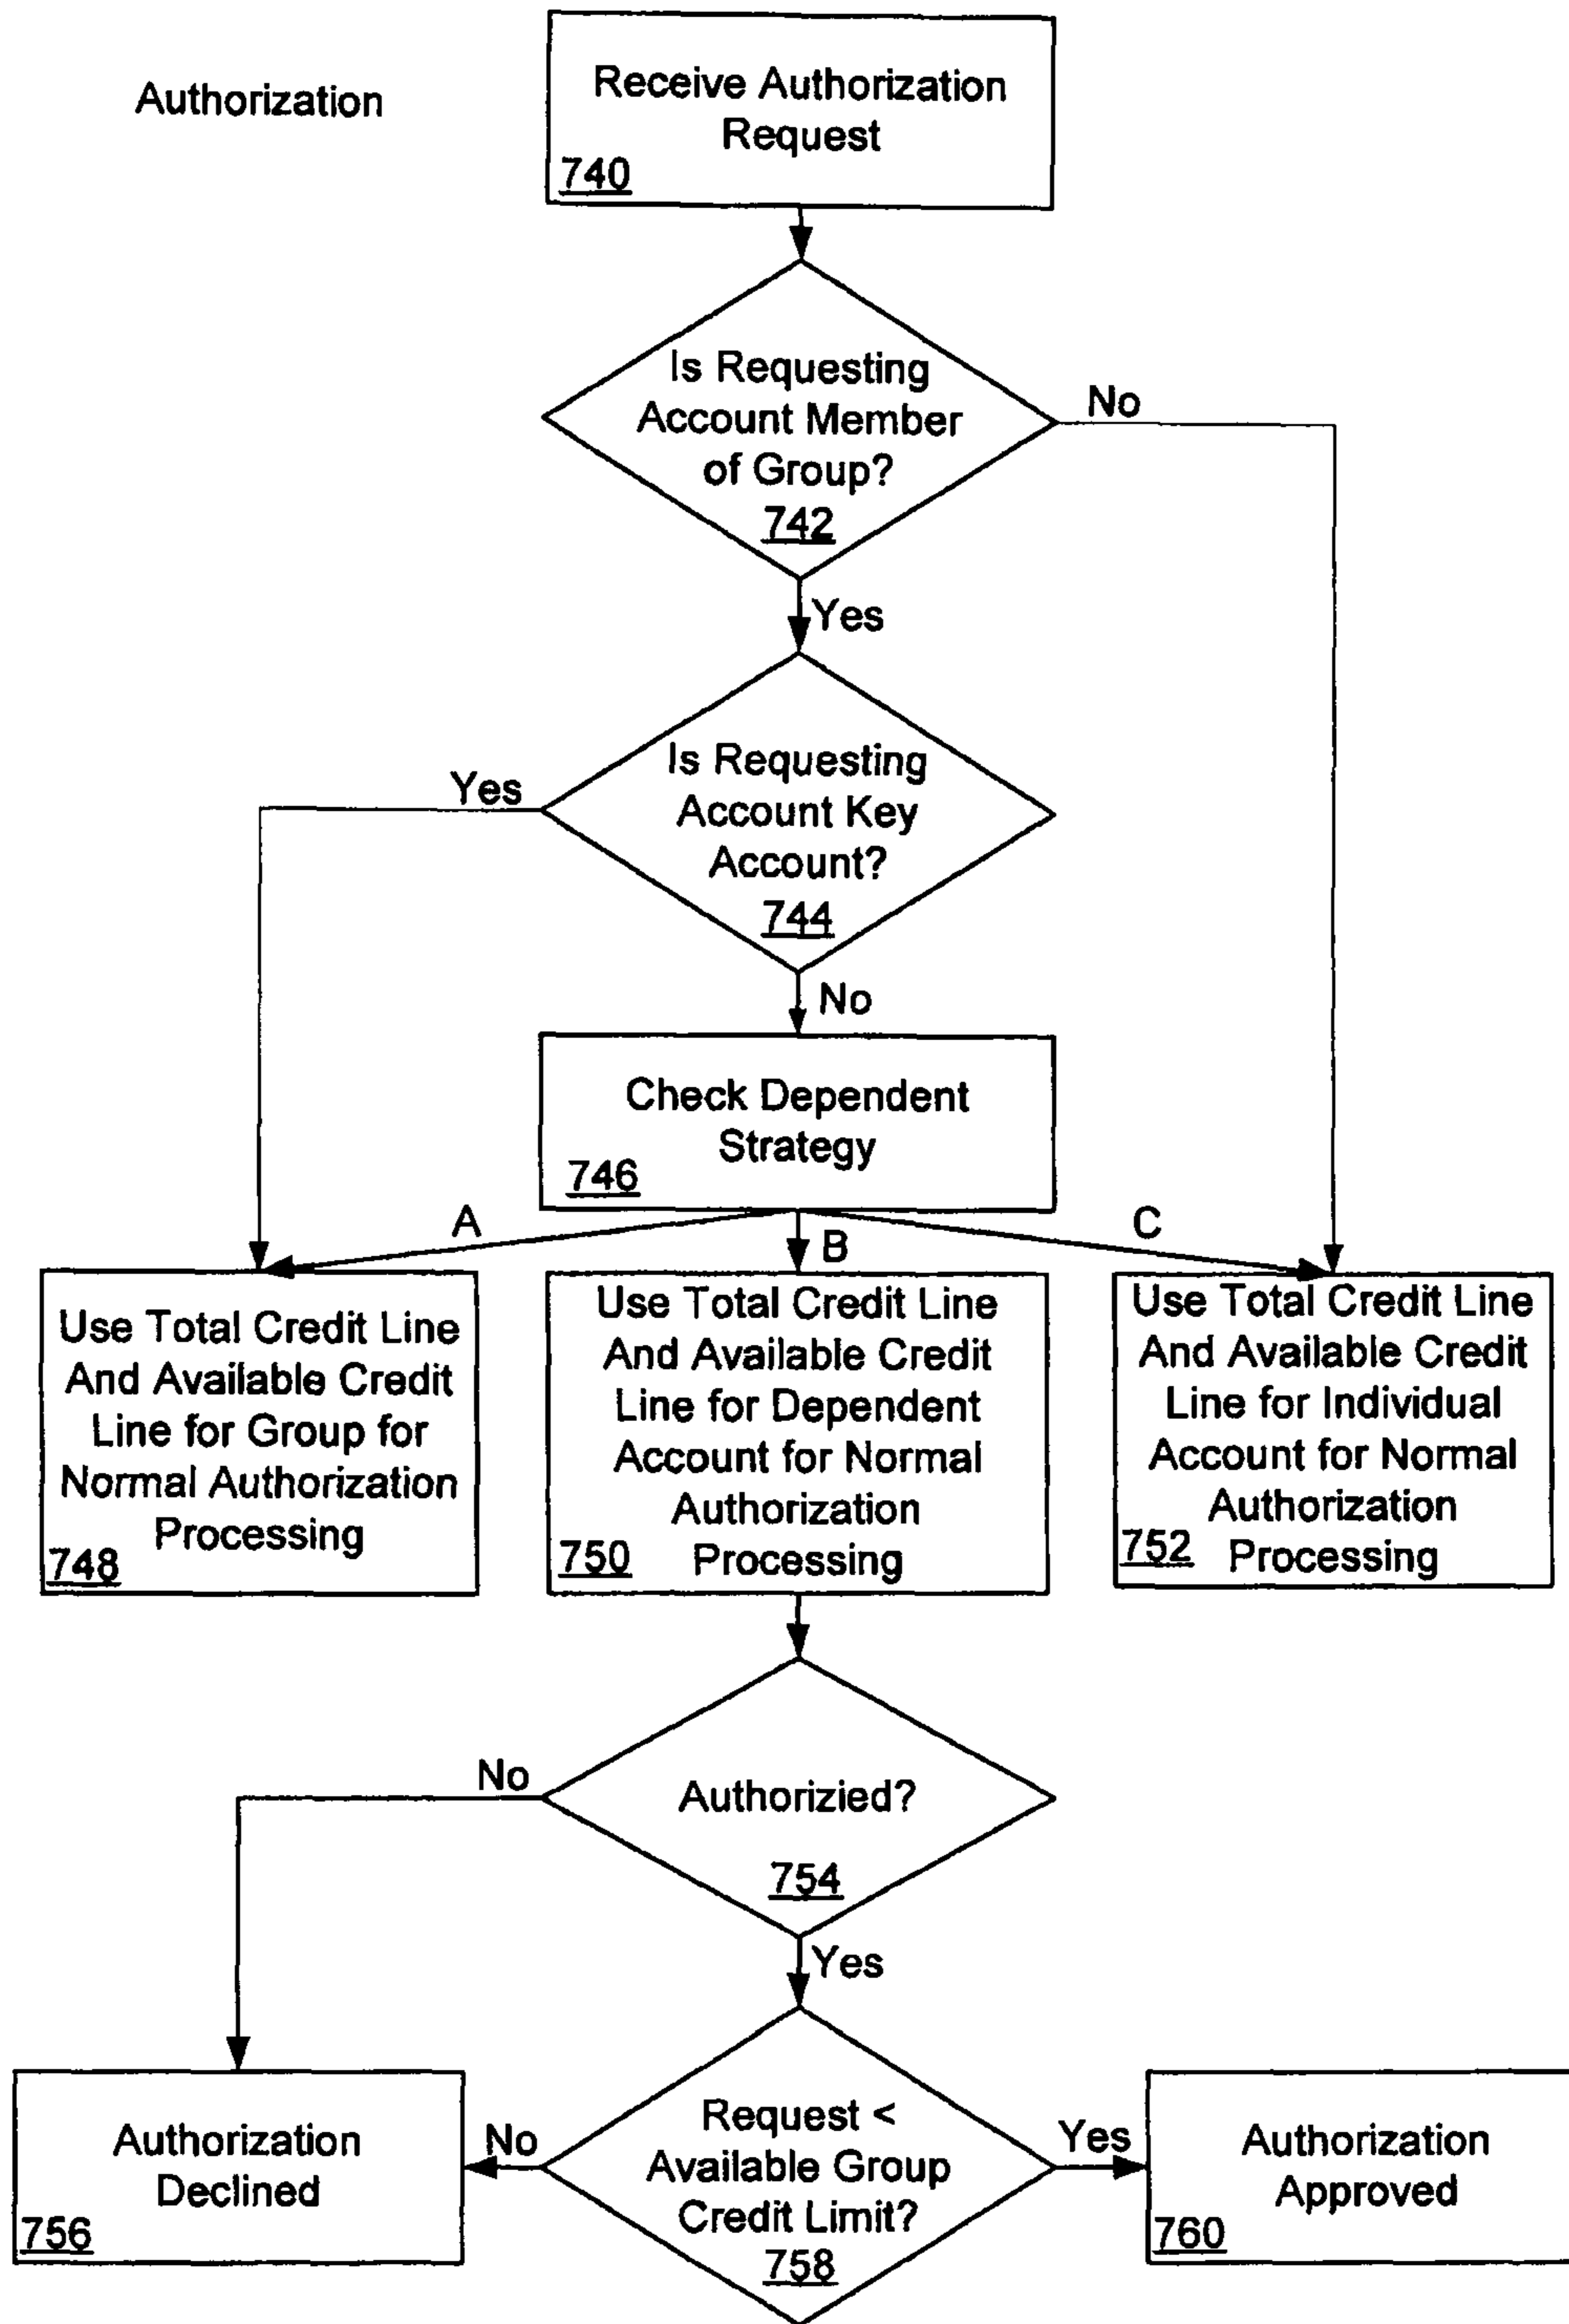 Authorization
Receive Authorization
Request
740
Is Requesting
Account Member
of Group?
742
No
Yes
Is Requesting
Account Key
Account?
744
Yes
No
Check Dependent
Strategy
746
A
B
C
Use Total Credit Line
And Available Credit
Line for Group for
Normal Authorization
Processing
748
Use Total Credit Line
And Available Credit
Line for Dependent
Account for Normal
Authorization
Processing
750
Use Total Credit Line
And Available Credit
Line for Individual
Account for Normal
Authorization
Processing
752
Authorizied?
754
No
Yes
Authorization
Declined
756
No
Request <
Available Group
Credit Limit?
758
Yes
Authorization
Approved
760